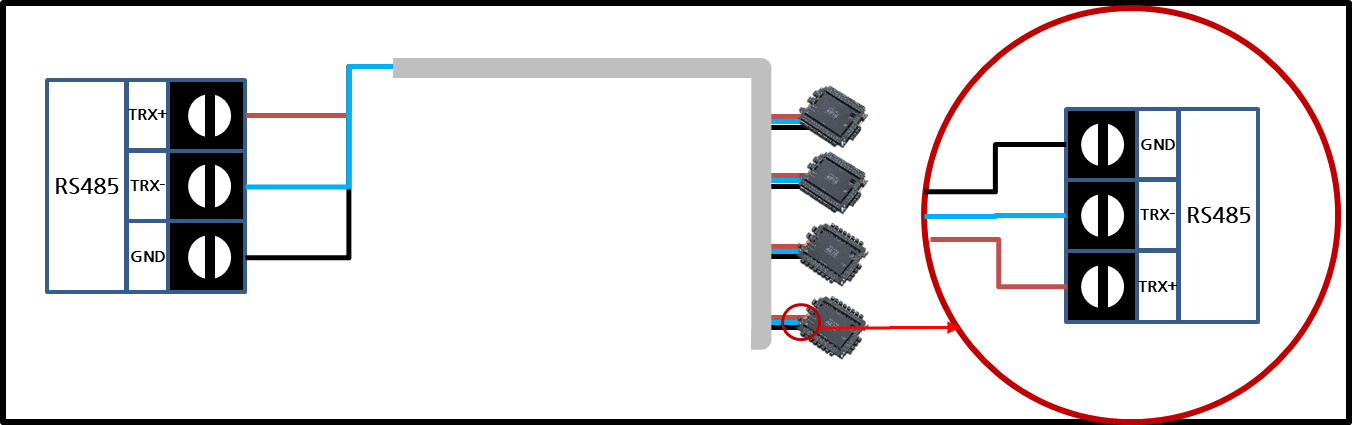 RS485
TRX+
TRX-
GND
GND
TRX-
TRX+
RS485